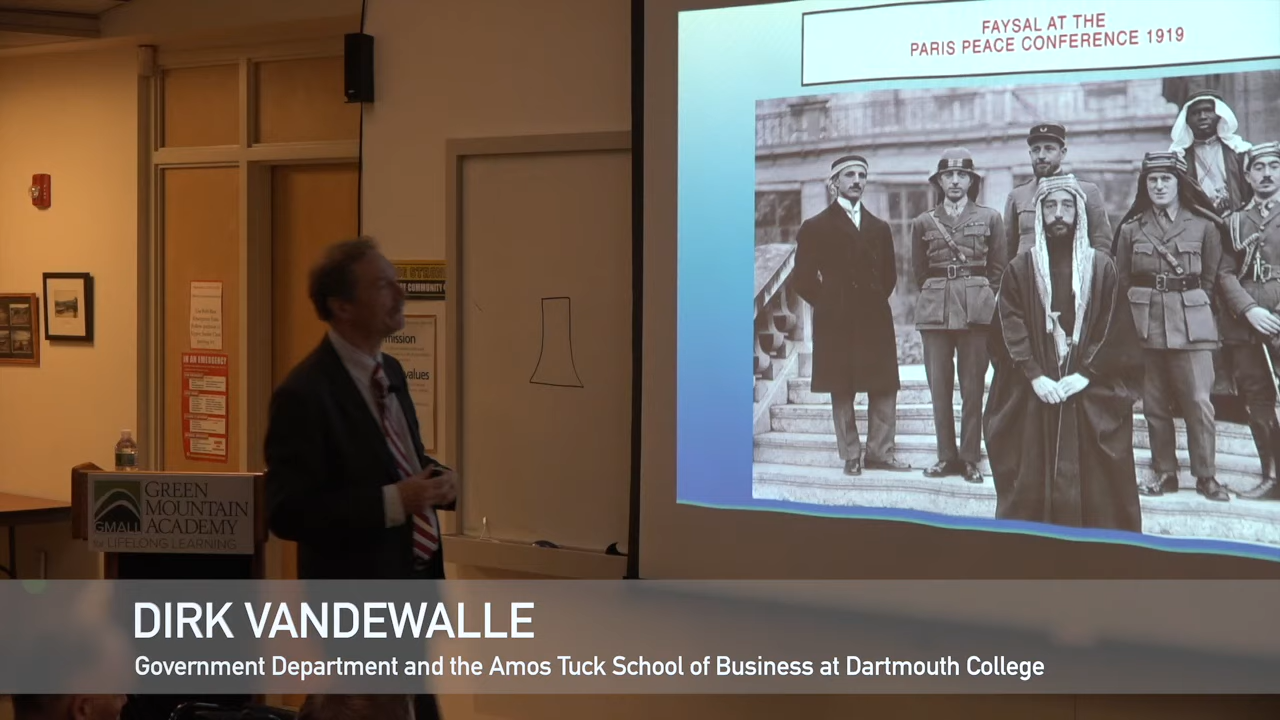 FAYSAL AT THE
PARIS PEACE CONFERENCE 1919
IN AN EMERGENCY
mission
values
GREEN
MOUNTAIN
ACADEMY
for LIFELONG LEARNING
GMALL
DIRK VANDEWALLE
Government Department and the Amos Tuck School of Business at Dartmouth College